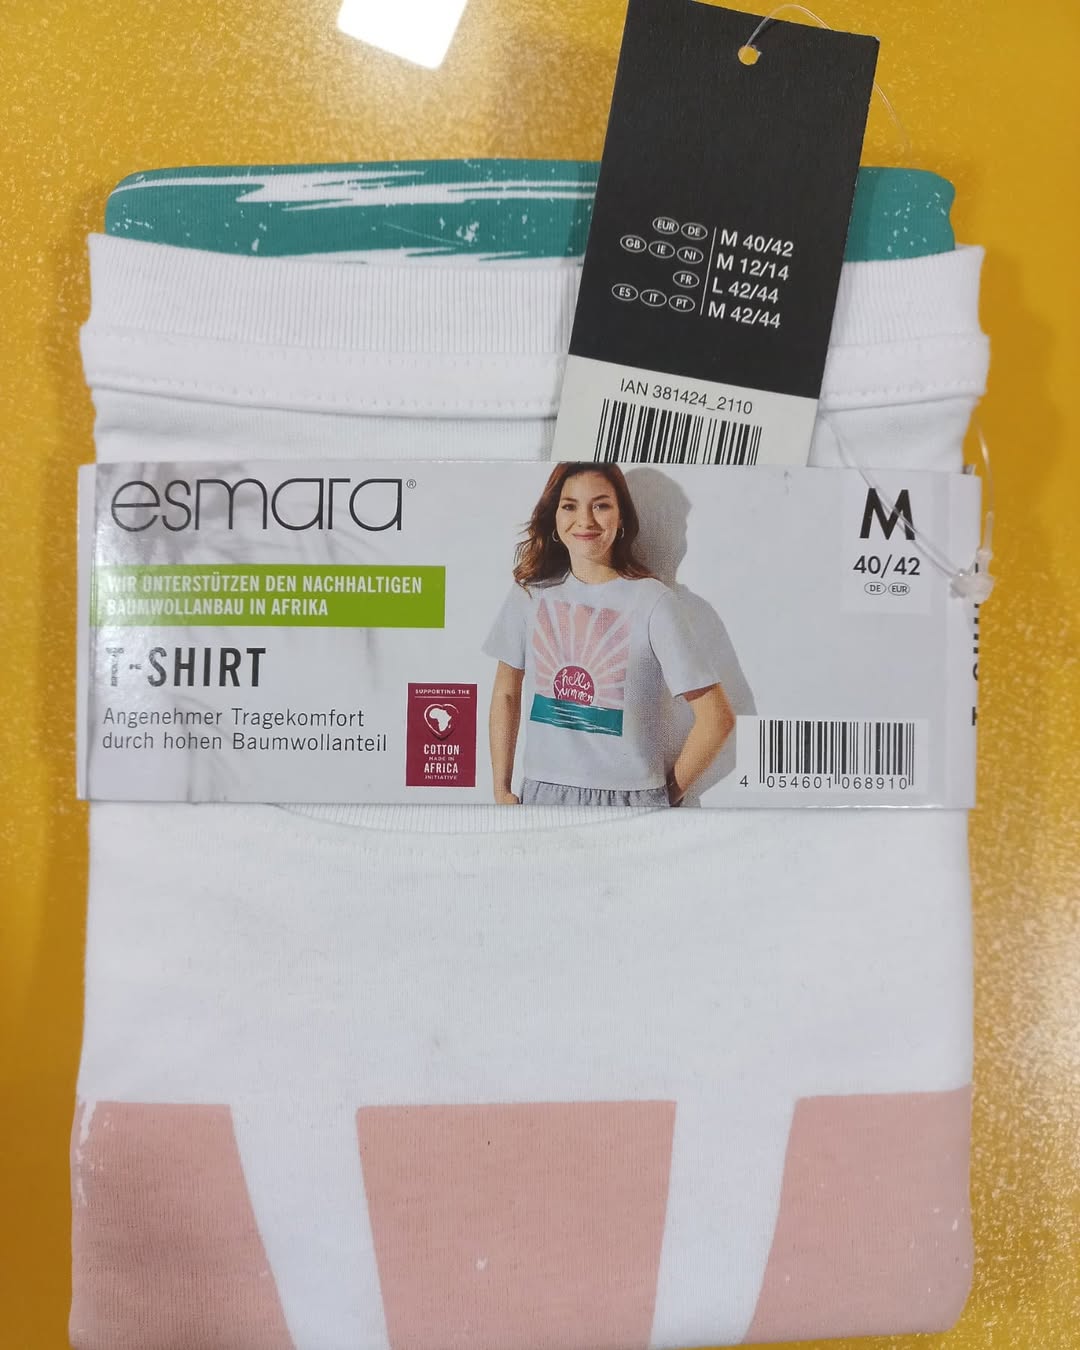 EUR DE M 40/42
GB IE NI M 12/14
FR L 42/44
ES IT PT M 42/44
IAN 381424_2110
esmara®
WIR UNTERSTÜTZEN DEN NACHHALTIGEN
BAUMWOLLANBAU IN AFRIKA
T-SHIRT
Angenehmer Tragekomfort
durch hohen Baumwollanteil
SUPPORTING THE
COTTON
MADE IN
AFRICA
INITIATIVE
hello
Summer
M
40/42
DE EUR
4 054601 068910